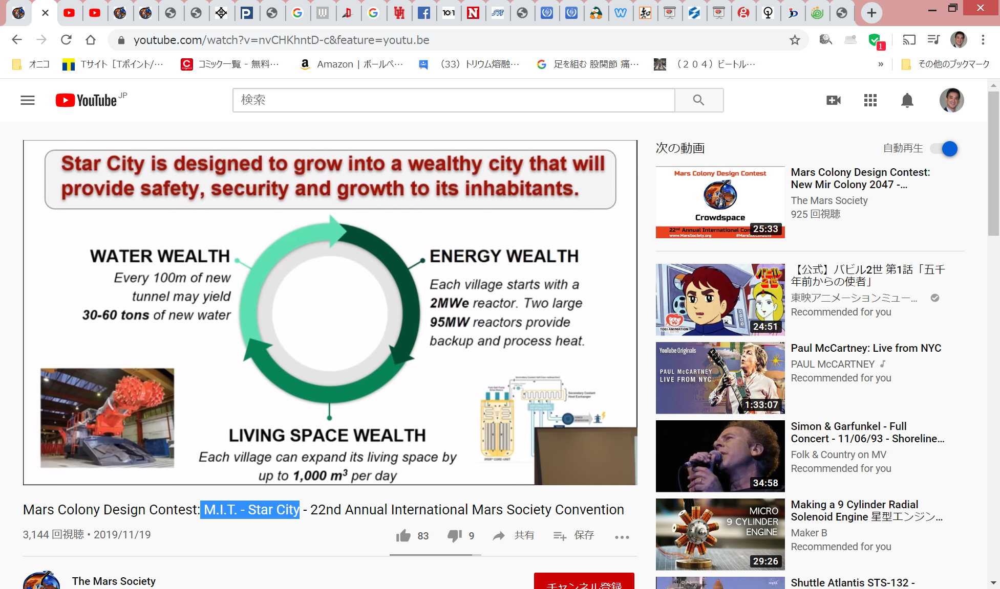 youtube.com/watch?v=nvCHKhntD-c&feature=youtu.be
1
オニコ
Tサイト［Tポイント/…
コミック一覧 - 無料…
Amazon | ボールペ…
（33）トリウム熔融…
足を組む 股関節 痛…
（２０４）ビートル…
»
その他のブックマーク
YouTube JP
検索
Star City is designed to grow into a wealthy city that will
provide safety, security and growth to its inhabitants.
WATER WEALTH
Every 100m of new
tunnel may yield
30-60 tons of new water
ENERGY WEALTH
Each village starts with a
2MWe reactor. Two large
95MW reactors provide
backup and process heat.
LIVING SPACE WEALTH
Each village can expand its living space by
up to 1,000 m³ per day
Secondary Coolant
Heat Exchanger
Mars Colony Design Contest: M.I.T. - Star City - 22nd Annual International Mars Society Convention
3,144 回視聴 • 2019/11/19
83
9
共有
保存
The Mars Society
チャンネル登録
次の動画
自動再生
Mars Colony Design Contest
Crowdspace
22nd Annual International Con
www.MarsSociety.org
25:33
Mars Colony Design Contest:
New Mir Colony 2047 -...
The Mars Society
925 回視聴
バビル2世
TOEI ANIMATION
24:51
【公式】バビル2世 第1話「五千
年前からの使者」
東映アニメーションミュー...
Recommended for you
YouTube Originals
PAUL McCARTNEY
LIVE FROM NYC
1:33:07
Paul McCartney: Live from NYC
PAUL McCARTNEY
Recommended for you
34:58
Simon & Garfunkel - Full
Concert - 11/06/93 - Shoreline...
Folk & Country on MV
Recommended for you
MICRO
9 CYLINDER
ENGINE
29:26
Making a 9 Cylinder Radial
Solenoid Engine 星型エンジン...
Maker B
Recommended for you
Shuttle Atlantis STS-132 -